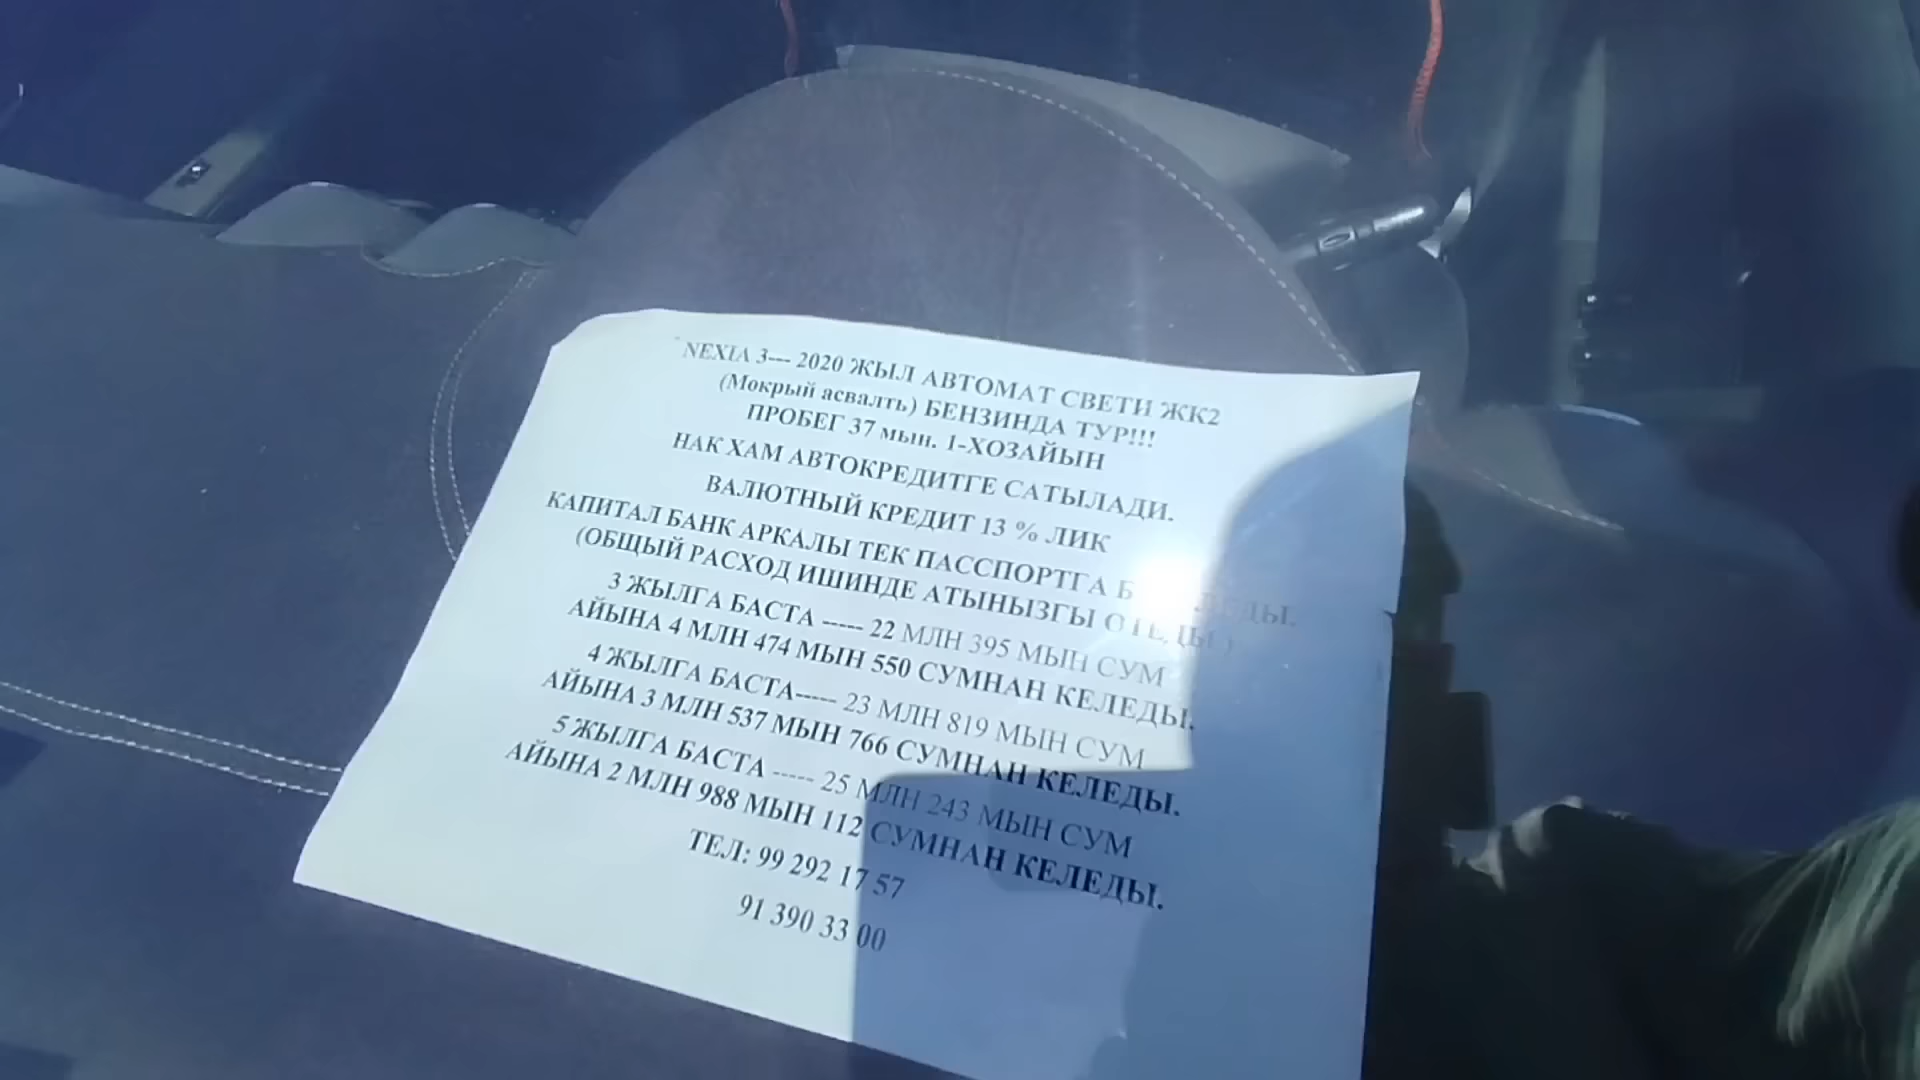 NEXIA 3--- 2020 ЖЫЛ АВТОМАТ СВЕТИ ЖК2
(Мокрый асвалть) БЕНЗИНДА ТУР!!!
ПРОБЕГ 37 мын. 1-ХОЗАЙЫН
НАК ХАМ АВТОКРЕДИТГЕ САТЫЛАДИ.
ВАЛЮТНЫЙ КРЕДИТ 13 % ЛИК
КАПИТАЛ БАНК АРКАЛЫ ТЕК ПАССПОРТГА
(ОБЩЫЙ РАСХОД ИШИНДЕ АТЫНЫЗГЫ
3 ЖЫЛГА БАСТА ----- 22 МЛН 395 МЫН СУМ
АЙЫНА 4 МЛН 474 МЫН 550 СУМНАН КЕЛЕДЫ.
4 ЖЫЛГА БАСТА----- 23 МЛН 819 МЫН СУМ
АЙЫНА 3 МЛН 537 МЫН 766 СУМНАН КЕЛЕДЫ.
5 ЖЫЛГА БАСТА ----- 25 МЛН 243 МЫН СУМ
АЙЫНА 2 МЛН 988 МЫН 112 СУМНАН КЕЛЕДЫ.
ТЕЛ: 99 292 17 57
91 390 33 00